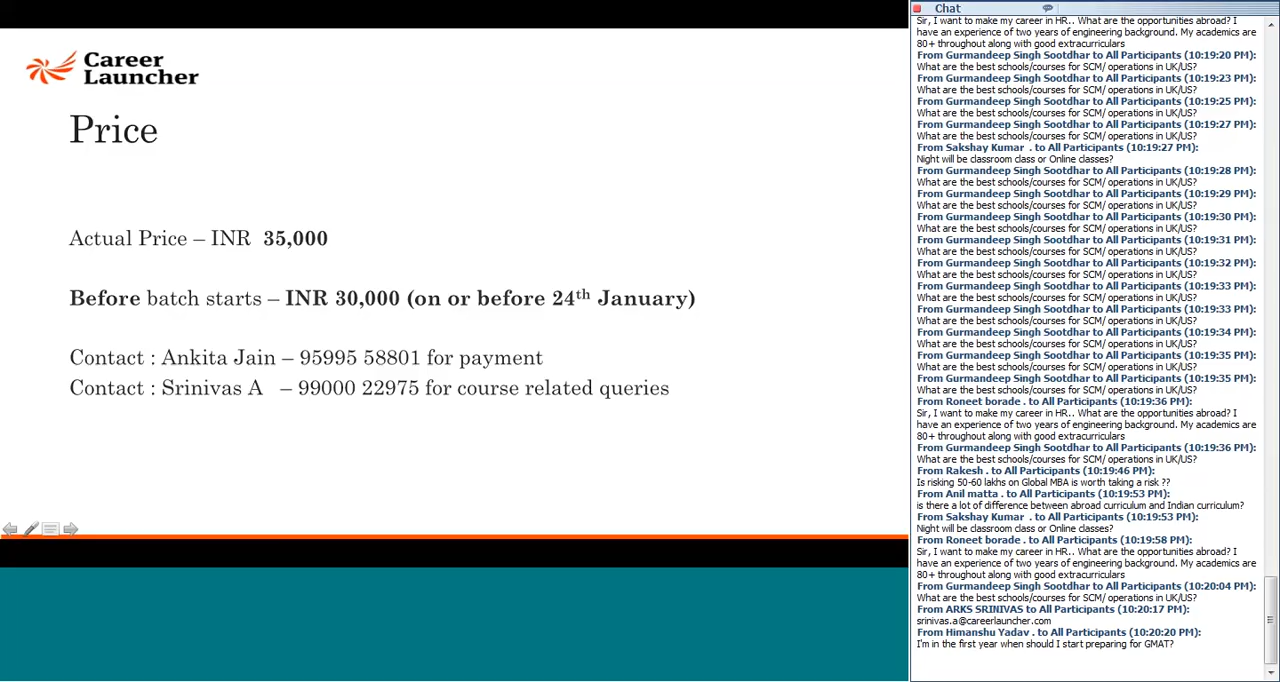 Career
Launcher
Price
Actual Price – INR 35,000
Before batch starts – INR 30,000 (on or before 24th January)
Contact : Ankita Jain – 95995 58801 for payment
Contact : Srinivas A – 99000 22975 for course related queries
Chat
Sir, I want to make my career in HR.. What are the opportunities abroad? I
have an experience of two years of engineering background. My academics are
80+ throughout along with good extracurriculars
From Gurmandeep Singh Sootdhar to All Participants (10:19:20 PM):
What are the best schools/courses for SCM/ operations in UK/US?
From Gurmandeep Singh Sootdhar to All Participants (10:19:23 PM):
What are the best schools/courses for SCM/ operations in UK/US?
From Gurmandeep Singh Sootdhar to All Participants (10:19:25 PM):
What are the best schools/courses for SCM/ operations in UK/US?
From Gurmandeep Singh Sootdhar to All Participants (10:19:27 PM):
What are the best schools/courses for SCM/ operations in UK/US?
From Sakshay Kumar . to All Participants (10:19:27 PM):
Night will be classroom class or Online classes?
From Gurmandeep Singh Sootdhar to All Participants (10:19:28 PM):
What are the best schools/courses for SCM/ operations in UK/US?
From Gurmandeep Singh Sootdhar to All Participants (10:19:29 PM):
What are the best schools/courses for SCM/ operations in UK/US?
From Gurmandeep Singh Sootdhar to All Participants (10:19:30 PM):
What are the best schools/courses for SCM/ operations in UK/US?
From Gurmandeep Singh Sootdhar to All Participants (10:19:31 PM):
What are the best schools/courses for SCM/ operations in UK/US?
From Gurmandeep Singh Sootdhar to All Participants (10:19:32 PM):
What are the best schools/courses for SCM/ operations in UK/US?
From Gurmandeep Singh Sootdhar to All Participants (10:19:33 PM):
What are the best schools/courses for SCM/ operations in UK/US?
From Gurmandeep Singh Sootdhar to All Participants (10:19:33 PM):
What are the best schools/courses for SCM/ operations in UK/US?
From Gurmandeep Singh Sootdhar to All Participants (10:19:34 PM):
What are the best schools/courses for SCM/ operations in UK/US?
From Gurmandeep Singh Sootdhar to All Participants (10:19:35 PM):
What are the best schools/courses for SCM/ operations in UK/US?
From Gurmandeep Singh Sootdhar to All Participants (10:19:35 PM):
What are the best schools/courses for SCM/ operations in UK/US?
From Roneet borade . to All Participants (10:19:36 PM):
Sir, I want to make my career in HR.. What are the opportunities abroad? I
have an experience of two years of engineering background. My academics are
80+ throughout along with good extracurriculars
From Gurmandeep Singh Sootdhar to All Participants (10:19:36 PM):
What are the best schools/courses for SCM/ operations in UK/US?
From Rakesh . to All Participants (10:19:46 PM):
Is risking 50-60 lakhs on Global MBA is worth taking a risk ??
From Anil matta . to All Participants (10:19:53 PM):
is there a lot of difference between abroad curriculum and Indian curriculum?
From Sakshay Kumar . to All Participants (10:19:53 PM):
Night will be classroom class or Online classes?
From Roneet borade . to All Participants (10:19:58 PM):
Sir, I want to make my career in HR.. What are the opportunities abroad? I
have an experience of two years of engineering background. My academics are
80+ throughout along with good extracurriculars
From Gurmandeep Singh Sootdhar to All Participants (10:20:04 PM):
What are the best schools/courses for SCM/ operations in UK/US?
From ARKS SRINIVAS to All Participants (10:20:17 PM):
srinivas.a@careerlauncher.com
From Himanshu Yadav . to All Participants (10:20:20 PM):
I'm in the first year when should I start preparing for GMAT?